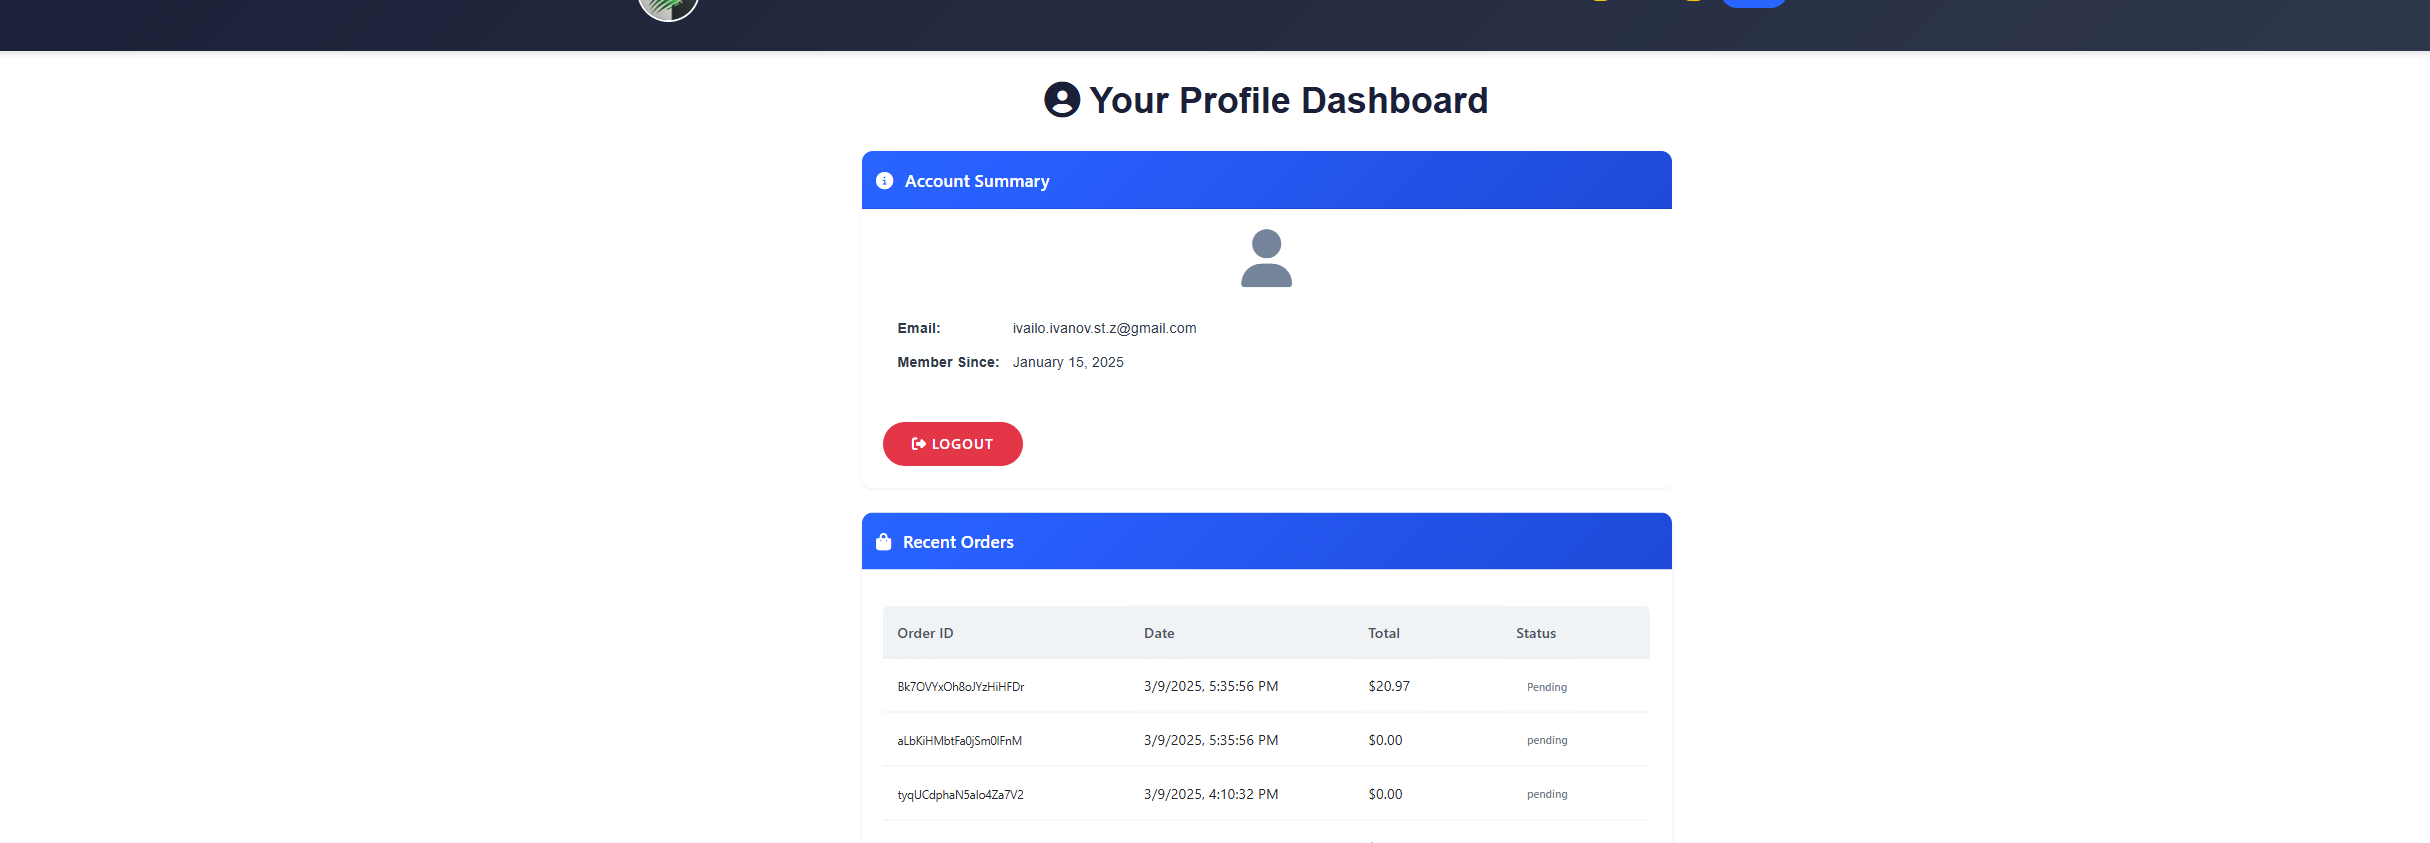 Your Profile Dashboard
Account Summary
Email: ivailo.ivanov.st.z@gmail.com
Member Since: January 15, 2025
LOGOUT
Recent Orders
Order ID Date Total Status
Bk7OVYxOh8oJYzHiHFDr 3/9/2025, 5:35:56 PM $20.97 Pending
aLbKiHMbtFa0jSm0lFnM 3/9/2025, 5:35:56 PM $0.00 pending
tyqUCdphaN5alo4Za7V2 3/9/2025, 4:10:32 PM $0.00 pending